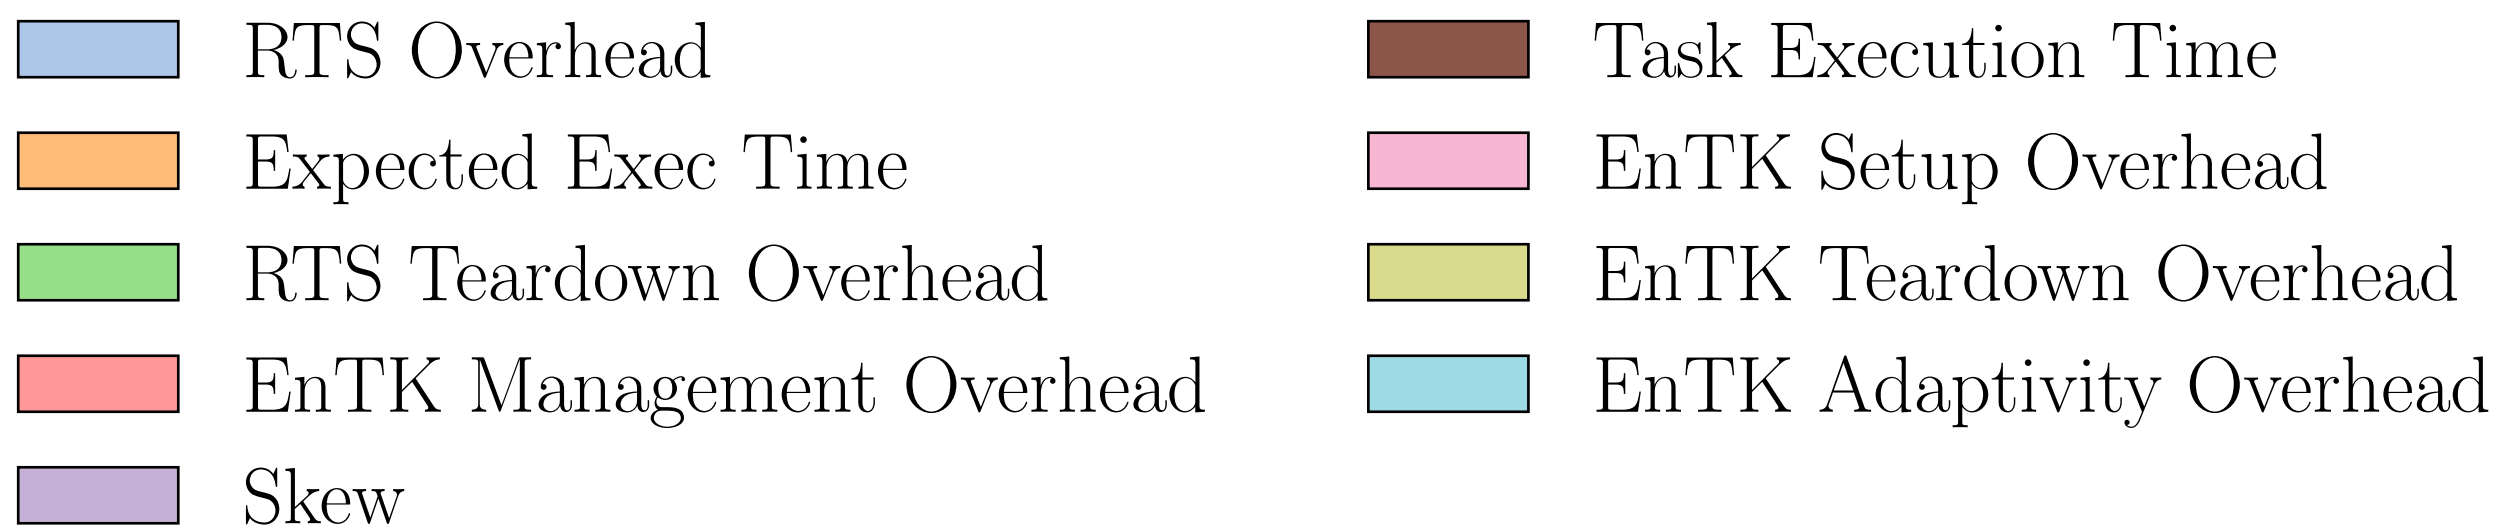 RTS Overhead
Expected Exec Time
RTS Teardown Overhead
EnTK Management Overhead
Skew
Task Execution Time
EnTK Setup Overhead
EnTK Teardown Overhead
EnTK Adaptivity Overhead